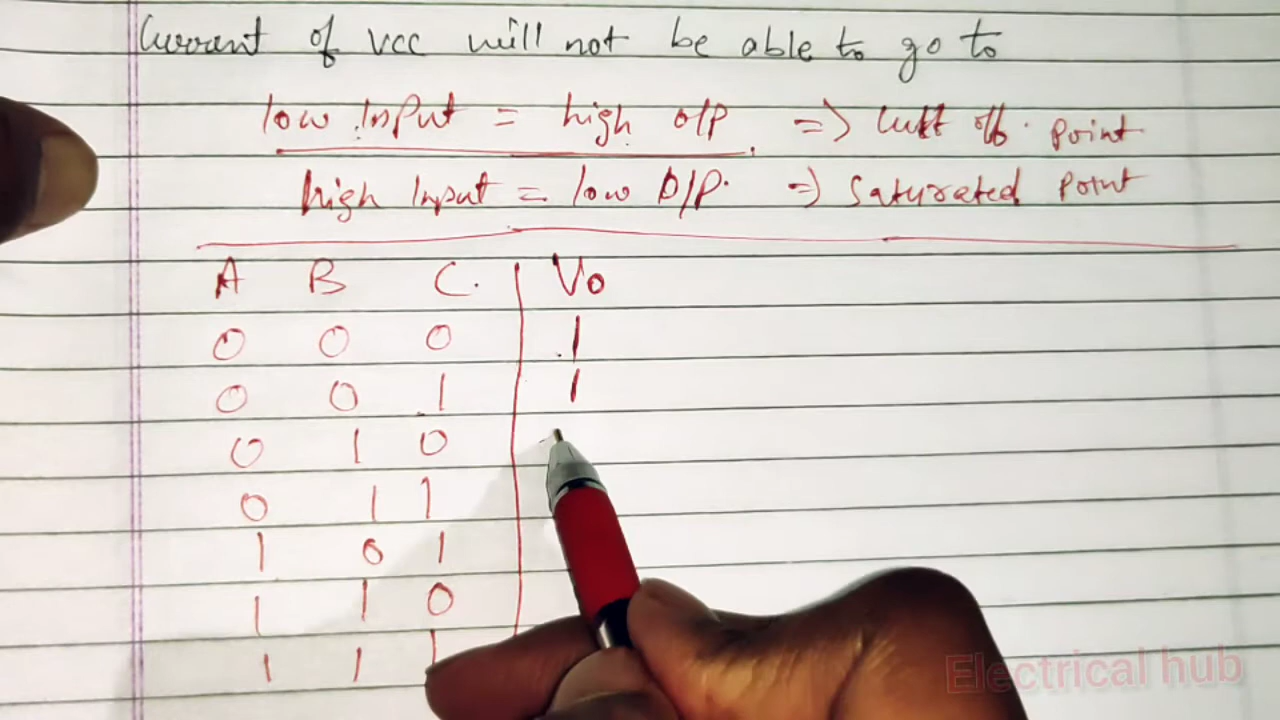 Current of Vcc will not be able to go to
low input = high o/p => Cutt off point
high Input = low O/P. => Saturated point
A B C. Vo
0 0 0 1
0 0 1 1
0 1 0
0 1 1
1 0 1
1 1 0
1 1 1
Electrical hub